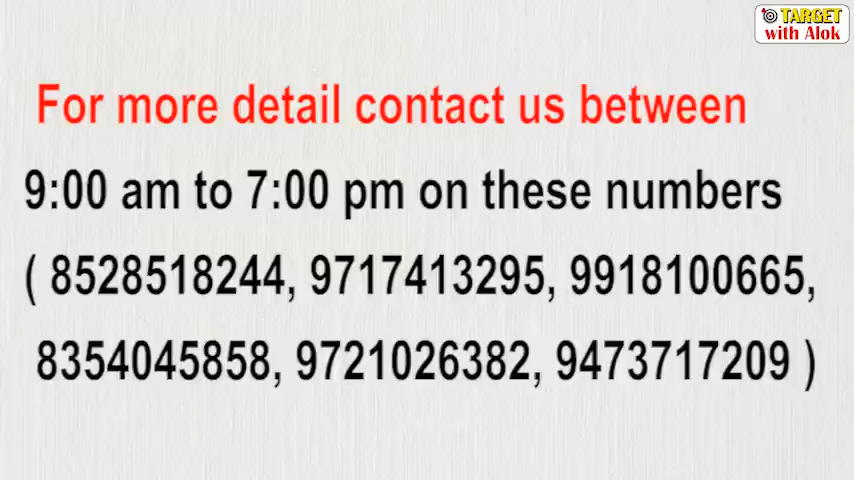 TARGET
with Alok
For more detail contact us between
9:00 am to 7:00 pm on these numbers
( 8528518244, 9717413295, 9918100665,
8354045858, 9721026382, 9473717209 )